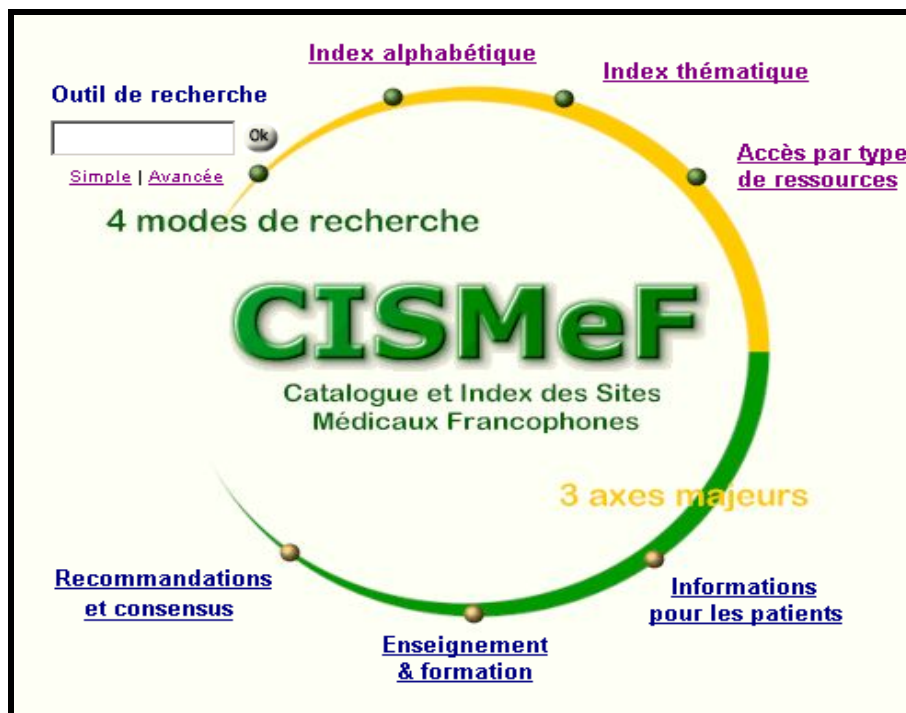 Index alphabétique
Index thématique
Outil de recherche
Ok
Accès par type
de ressources
Simple | Avancée
4 modes de recherche
CISMeF
Catalogue et Index des Sites
Médicaux Francophones
3 axes majeurs
Recommandations
et consensus
Informations
pour les patients
Enseignement
& formation